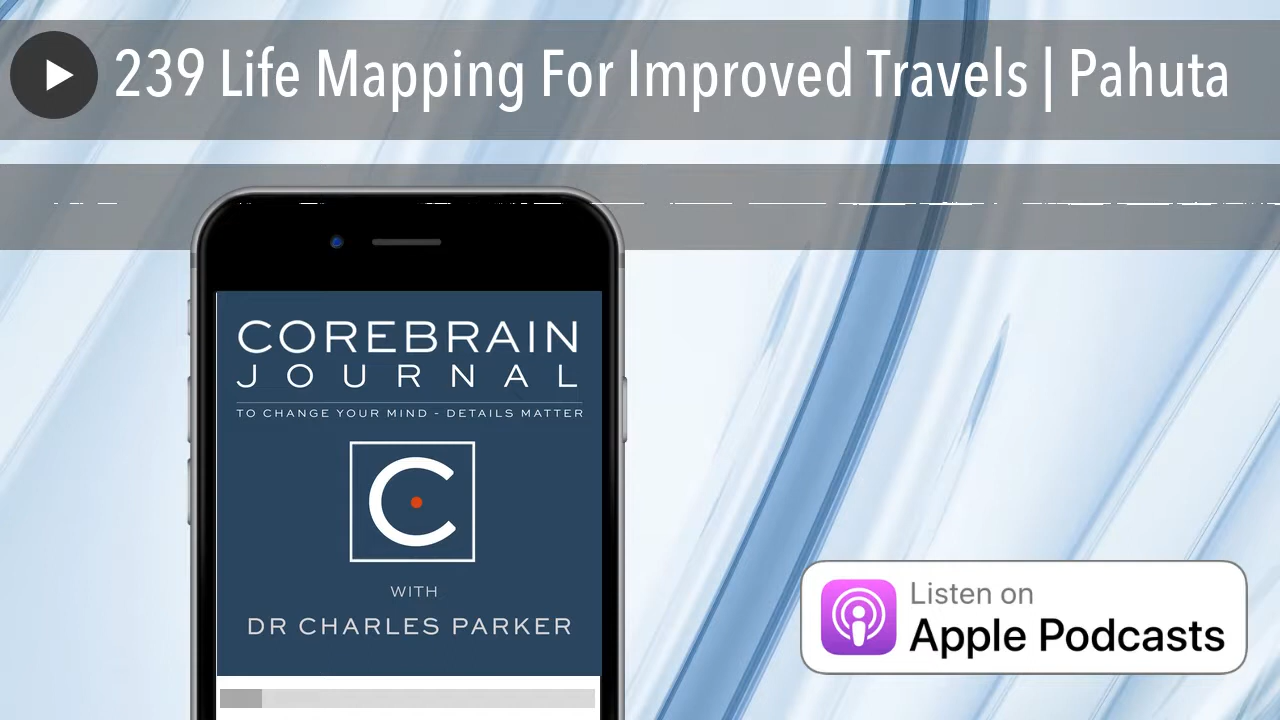 239 Life Mapping For Improved Travels | Pahuta
COREBRAIN
JOURNAL
TO CHANGE YOUR MIND - DETAILS MATTER
C
WITH
DR CHARLES PARKER
Listen on
Apple Podcasts